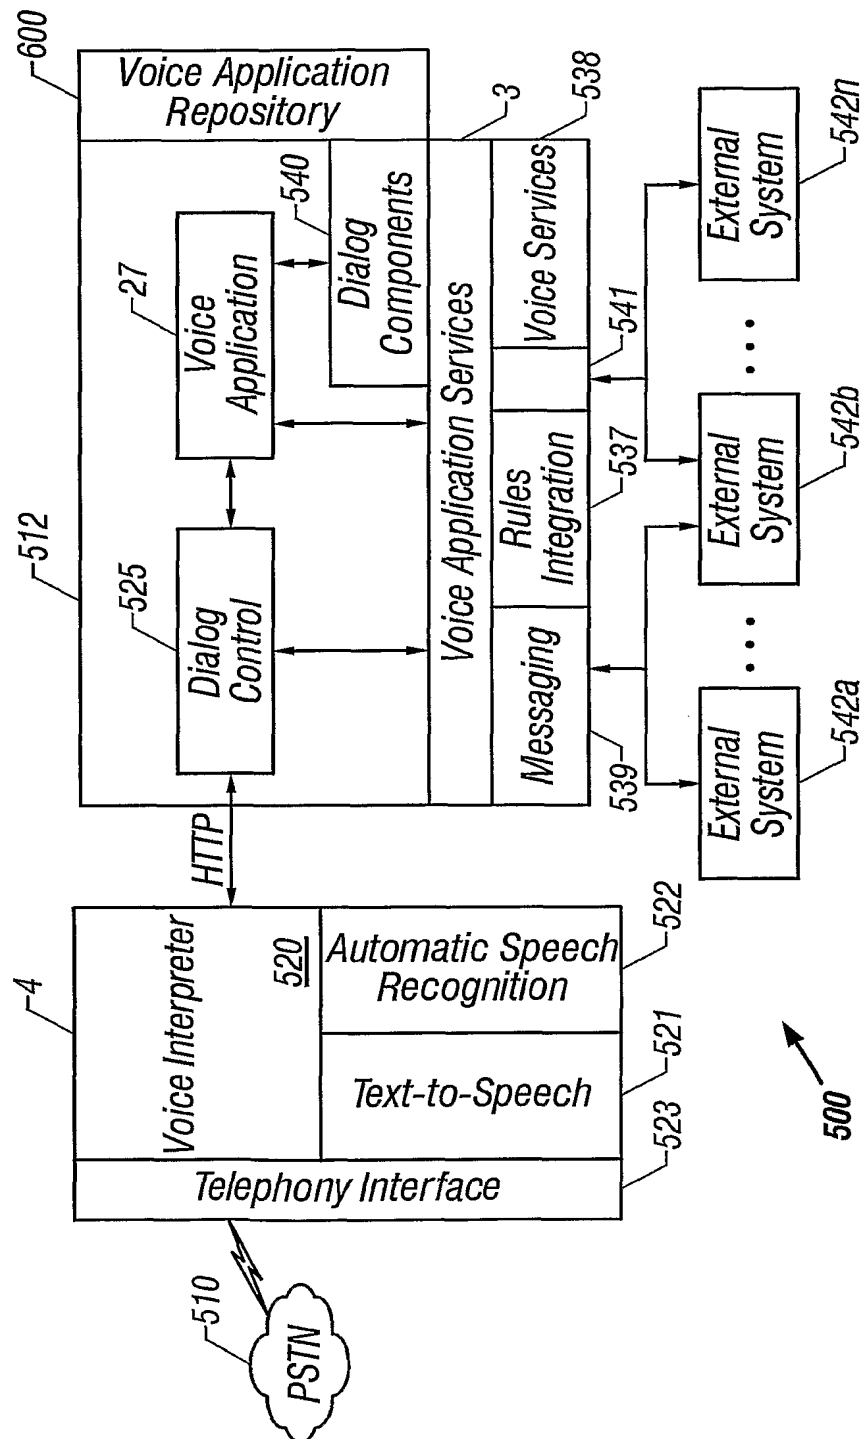 600
Voice Application
Repository
512
27
540
3
538
525
Voice
Application
Dialog
Components
Dialog
Control
HTTP
Voice Application Services
Voice Services
541
Rules
Integration
537
Messaging
539
External
System
542a
External
System
542b
External
System
542n
4
Voice Interpreter
520
Automatic Speech
Recognition
522
Text-to-Speech
521
Telephony Interface
523
510
PSTN
500